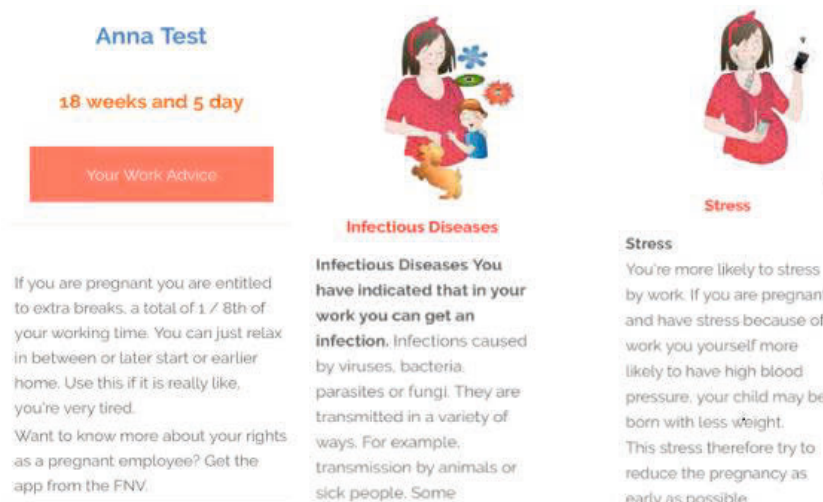 Anna Test
18 weeks and 5 day
Your Work Advice
If you are pregnant you are entitled
to extra breaks, a total of 1 / 8th of
your working time. You can just relax
in between or later start or earlier
home. Use this if it is really like,
you're very tired.
Want to know more about your rights
as a pregnant employee? Get the
app from the FNV.
Infectious Diseases
Infectious Diseases You
have indicated that in your
work you can get an
infection. Infections caused
by viruses, bacteria,
parasites or fungi. They are
transmitted in a variety of
ways. For example,
transmission by animals or
sick people. Some
Stress
Stress
You're more likely to stress
by work. If you are pregnant
and have stress because of
work you yourself more
likely to have high blood
pressure, your child may be
born with less weight.
This stress therefore try to
reduce the pregnancy as
early as possible